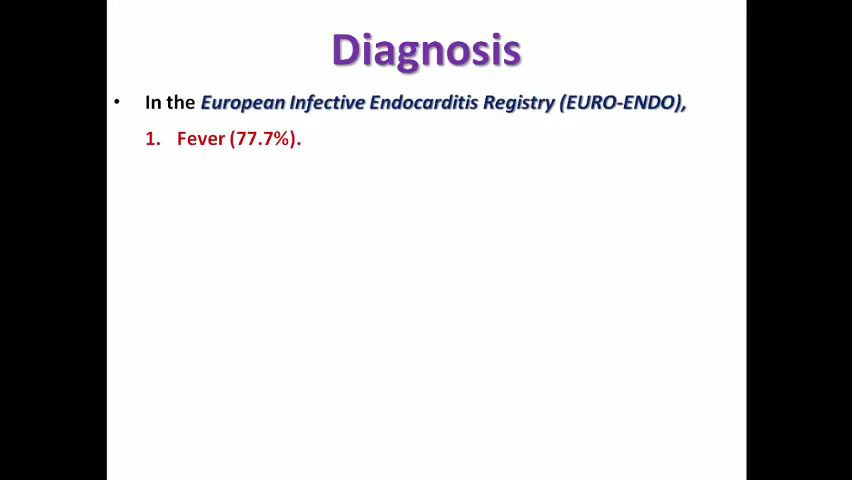 Diagnosis
• In the European Infective Endocarditis Registry (EURO-ENDO),
1. Fever (77.7%).